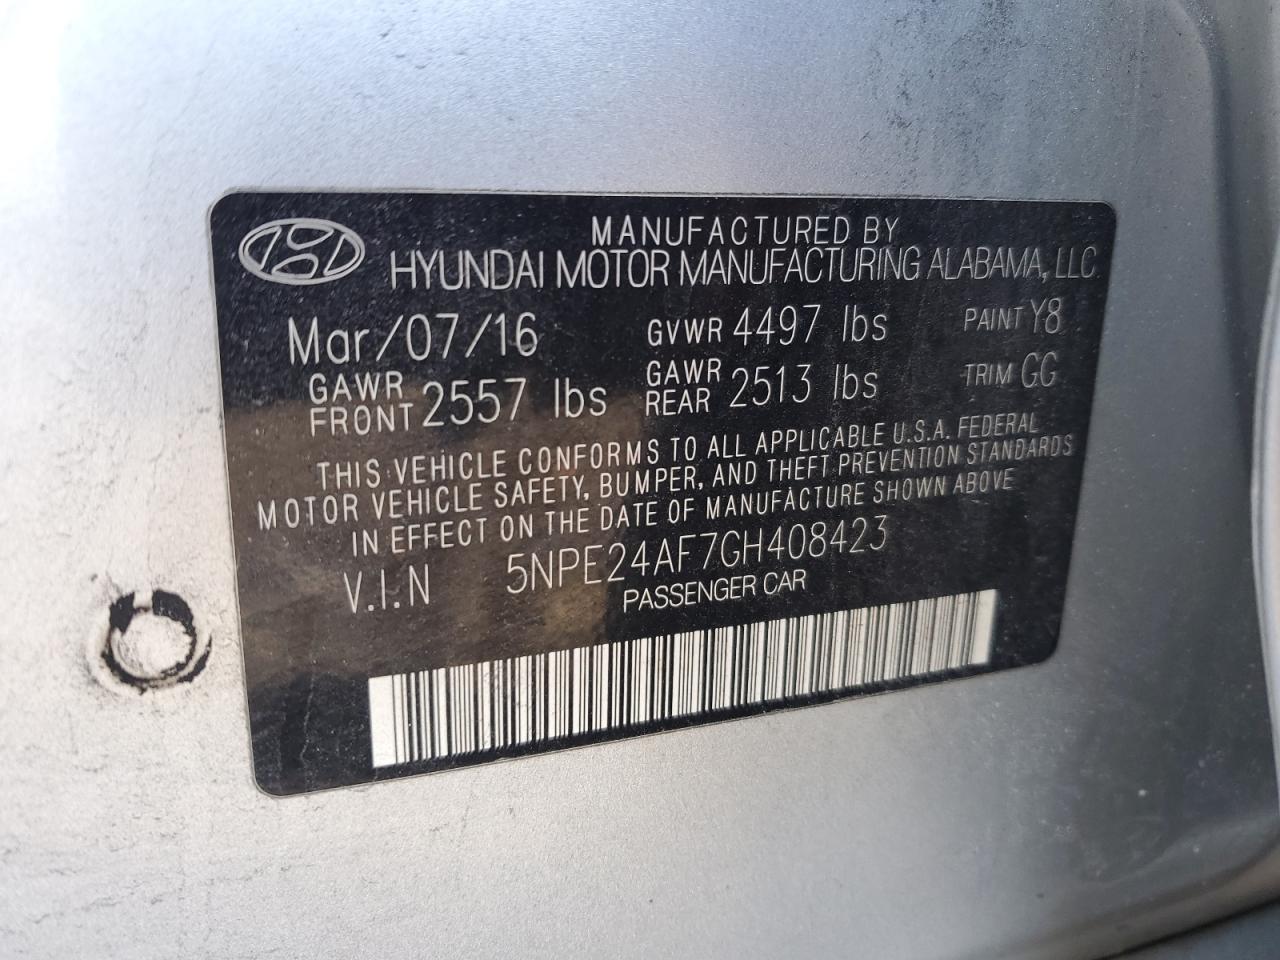 MANUFACTURED BY
HYUNDAI MOTOR MANUFACTURING ALABAMA, LLC.
Mar/07/16 GVWR 4497 lbs PAINT Y8
GAWR FRONT 2557 lbs GAWR REAR 2513 lbs TRIM GG
THIS VEHICLE CONFORMS TO ALL APPLICABLE U.S.A. FEDERAL
MOTOR VEHICLE SAFETY, BUMPER, AND THEFT PREVENTION STANDARDS
IN EFFECT ON THE DATE OF MANUFACTURE SHOWN ABOVE
V.I.N 5NPE24AF7GH408423
PASSENGER CAR